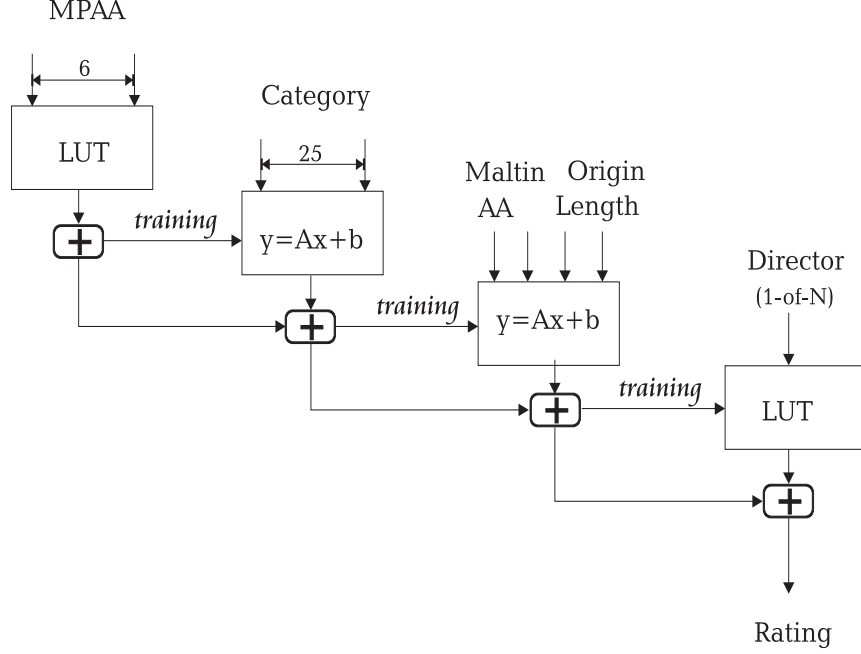 MPAA
6
LUT
Category
25
training
y=Ax+b
Maltin Origin
AA Length
training
y=Ax+b
Director
(1-of-N)
training
LUT
Rating